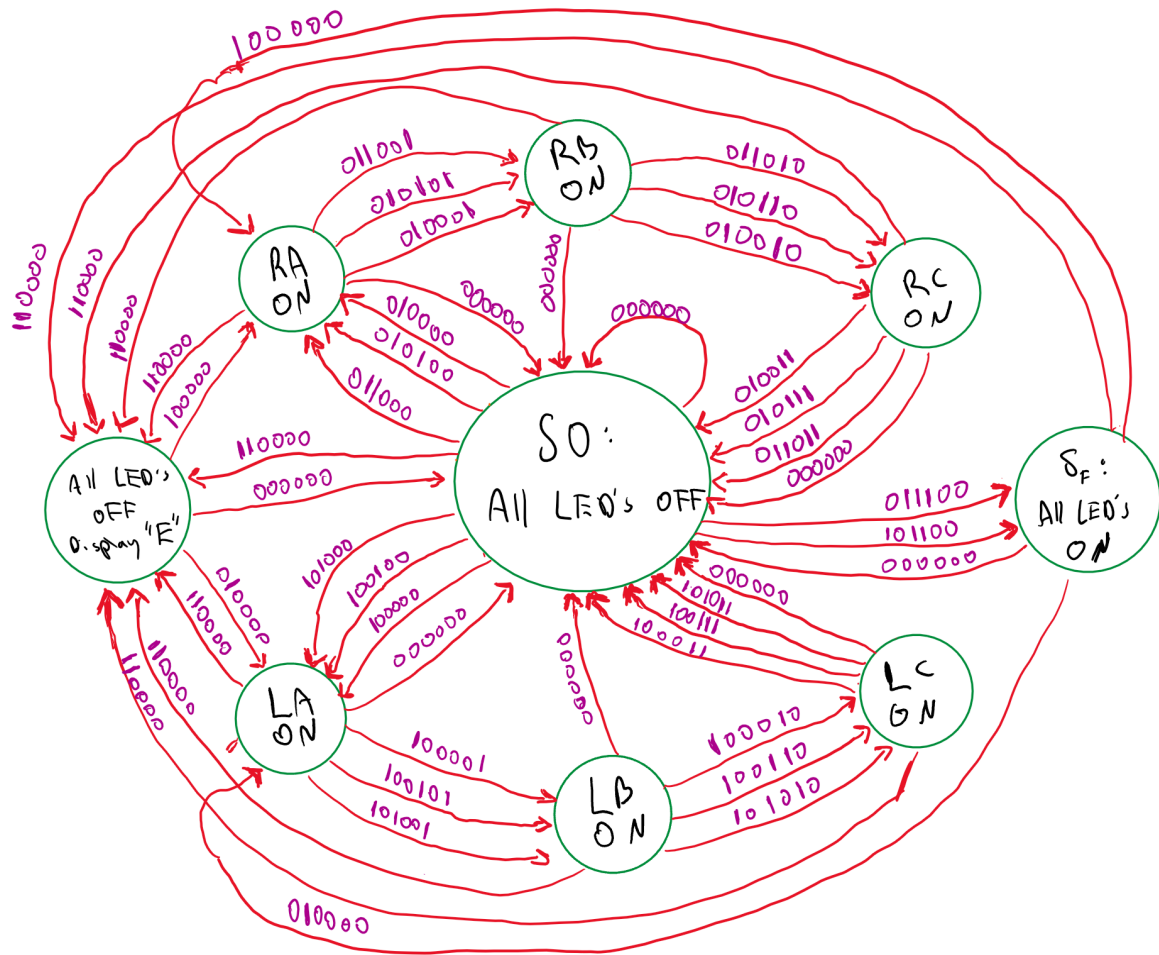 100000
RB
ON
011001
010101
010001
011010
010110
010010
RA
ON
RC
ON
110000
110000
110000
110000
100000
000000
010000
010100
011000
000000
000000
010011
010111
011011
000000
S0:
All LED's OFF
All LED's
OFF
Display "E"
110000
000000
SF:
All LED's
ON
011100
101100
000000
101000
100100
100000
000000
010000
110000
110000
110000
000000
101011
100111
100011
LA
ON
LC
ON
000000
100001
100101
101001
LB
ON
100010
100110
101010
010000